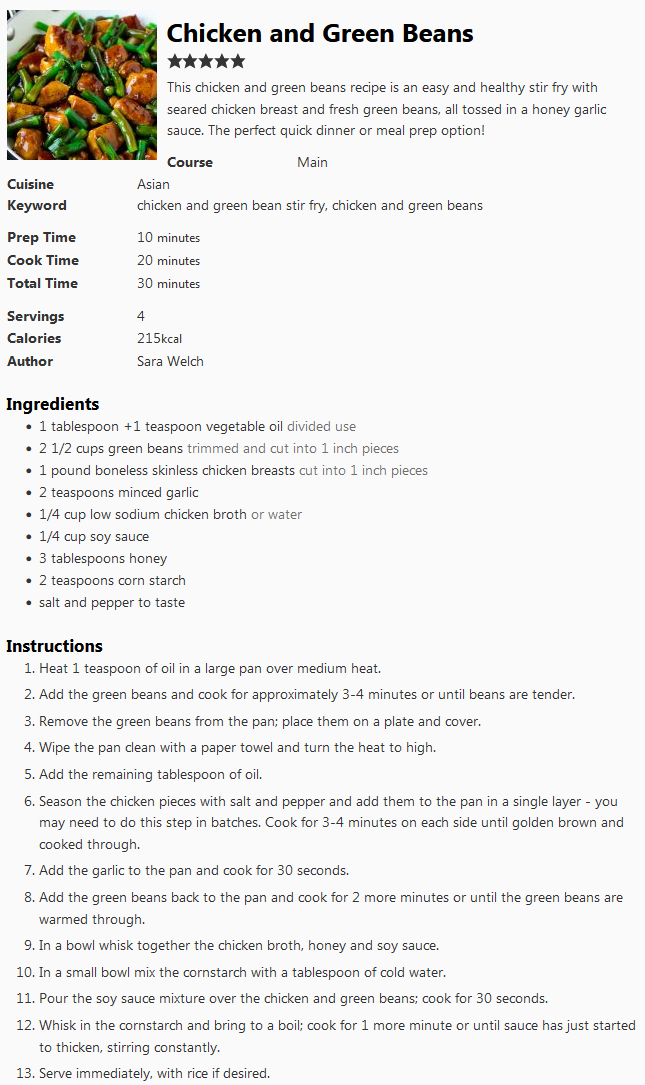 Chicken and Green Beans
★★★★★
This chicken and green beans recipe is an easy and healthy stir fry with
seared chicken breast and fresh green beans, all tossed in a honey garlic
sauce. The perfect quick dinner or meal prep option!
Course Main
Cuisine Asian
Keyword chicken and green bean stir fry, chicken and green beans
Prep Time 10 minutes
Cook Time 20 minutes
Total Time 30 minutes
Servings 4
Calories 215kcal
Author Sara Welch
Ingredients
• 1 tablespoon +1 teaspoon vegetable oil divided use
• 2 1/2 cups green beans trimmed and cut into 1 inch pieces
• 1 pound boneless skinless chicken breasts cut into 1 inch pieces
• 2 teaspoons minced garlic
• 1/4 cup low sodium chicken broth or water
• 1/4 cup soy sauce
• 3 tablespoons honey
• 2 teaspoons corn starch
• salt and pepper to taste
Instructions
1. Heat 1 teaspoon of oil in a large pan over medium heat.
2. Add the green beans and cook for approximately 3-4 minutes or until beans are tender.
3. Remove the green beans from the pan; place them on a plate and cover.
4. Wipe the pan clean with a paper towel and turn the heat to high.
5. Add the remaining tablespoon of oil.
6. Season the chicken pieces with salt and pepper and add them to the pan in a single layer - you
may need to do this step in batches. Cook for 3-4 minutes on each side until golden brown and
cooked through.
7. Add the garlic to the pan and cook for 30 seconds.
8. Add the green beans back to the pan and cook for 2 more minutes or until the green beans are
warmed through.
9. In a bowl whisk together the chicken broth, honey and soy sauce.
10. In a small bowl mix the cornstarch with a tablespoon of cold water.
11. Pour the soy sauce mixture over the chicken and green beans; cook for 30 seconds.
12. Whisk in the cornstarch and bring to a boil; cook for 1 more minute or until sauce has just started
to thicken, stirring constantly.
13. Serve immediately, with rice if desired.